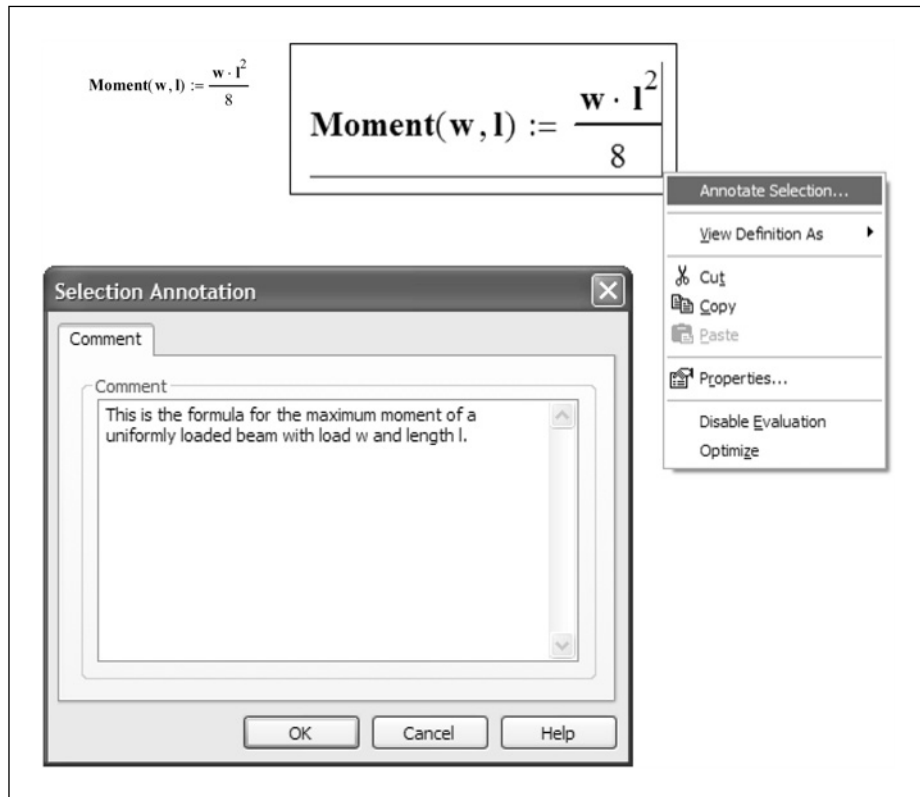 Moment(w, l) := w · l² / 8
Moment(w, l) := w · l² / 8
Annotate Selection...
View Definition As
Cut
Copy
Paste
Properties...
Disable Evaluation
Optimize
Selection Annotation
Comment
Comment
This is the formula for the maximum moment of a
uniformly loaded beam with load w and length l.
OK Cancel Help